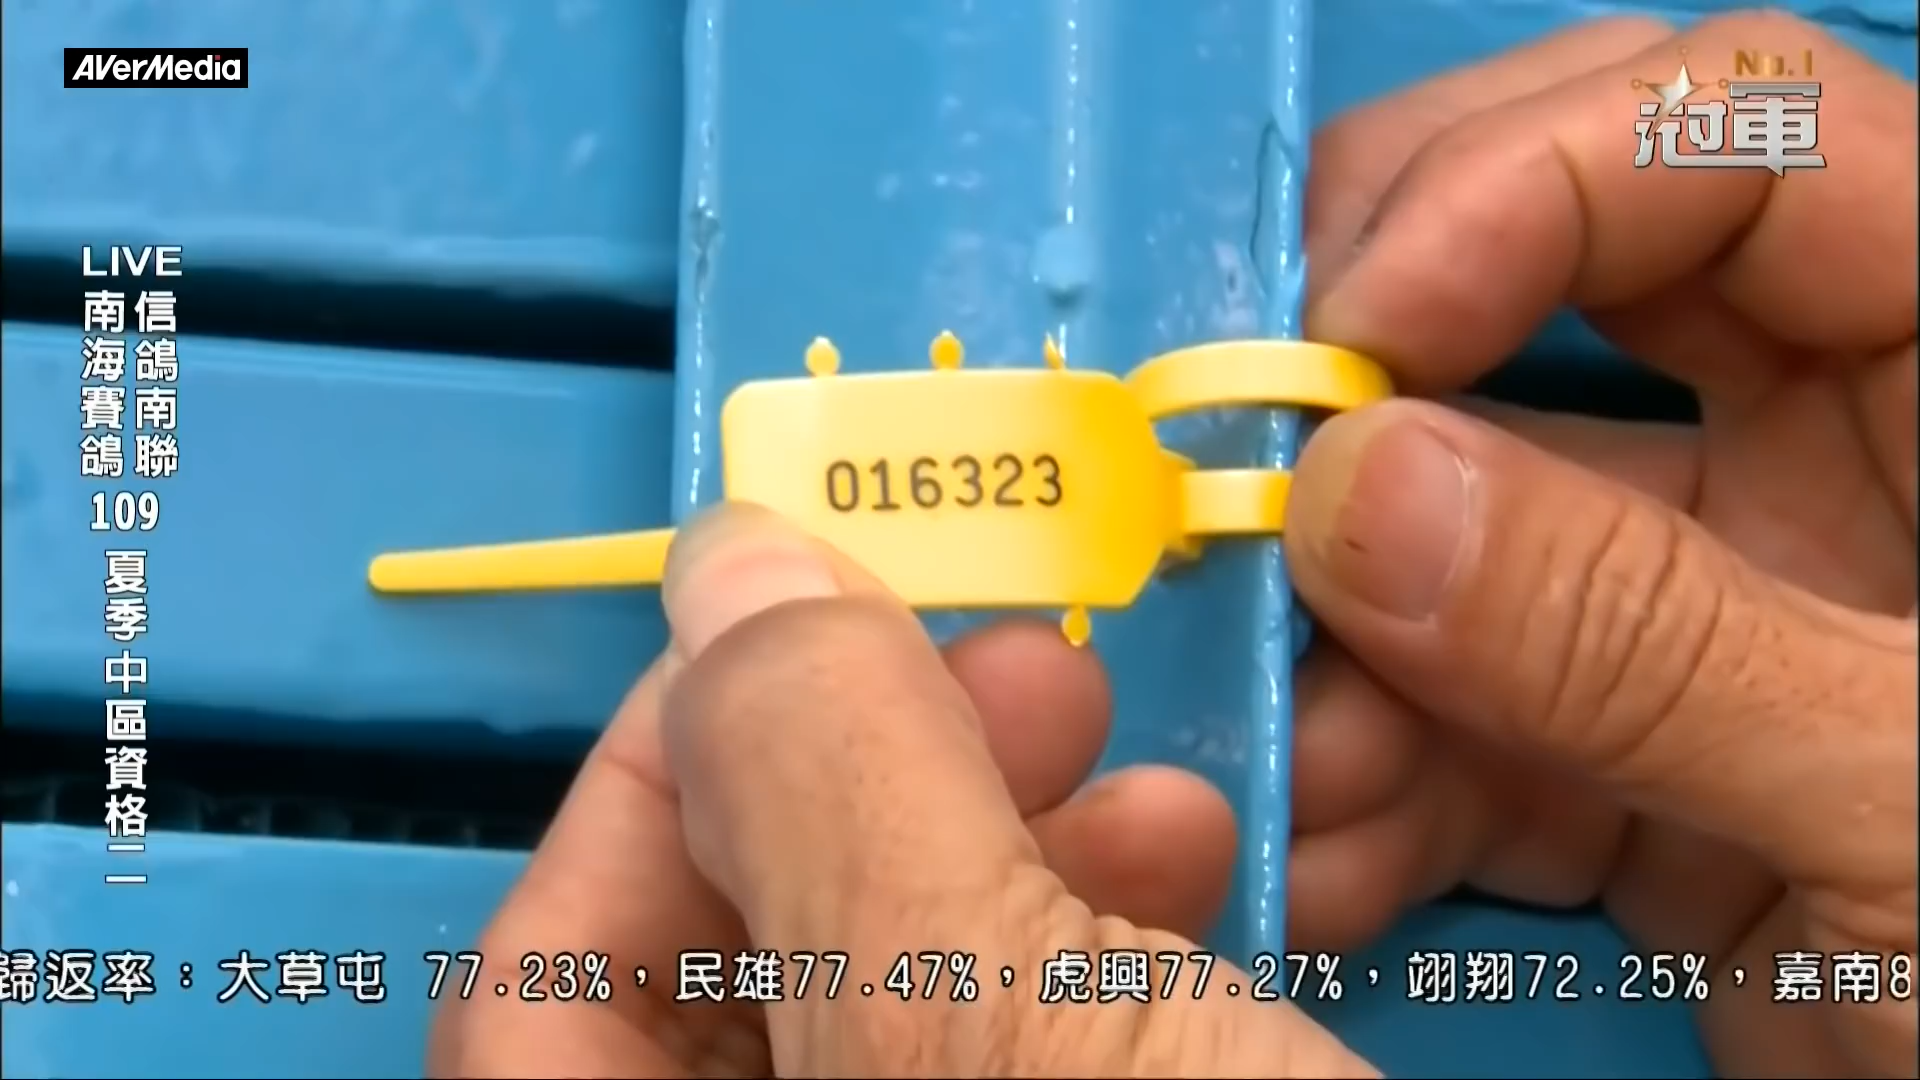 AVerMedia
No.1
冠軍
LIVE
信鴿南聯
南海賽鴿
109
夏季中區資格二
016323
歸返率：大草屯 77.23%，民雄77.47%，虎興77.27%，翊翔72.25%，嘉南8